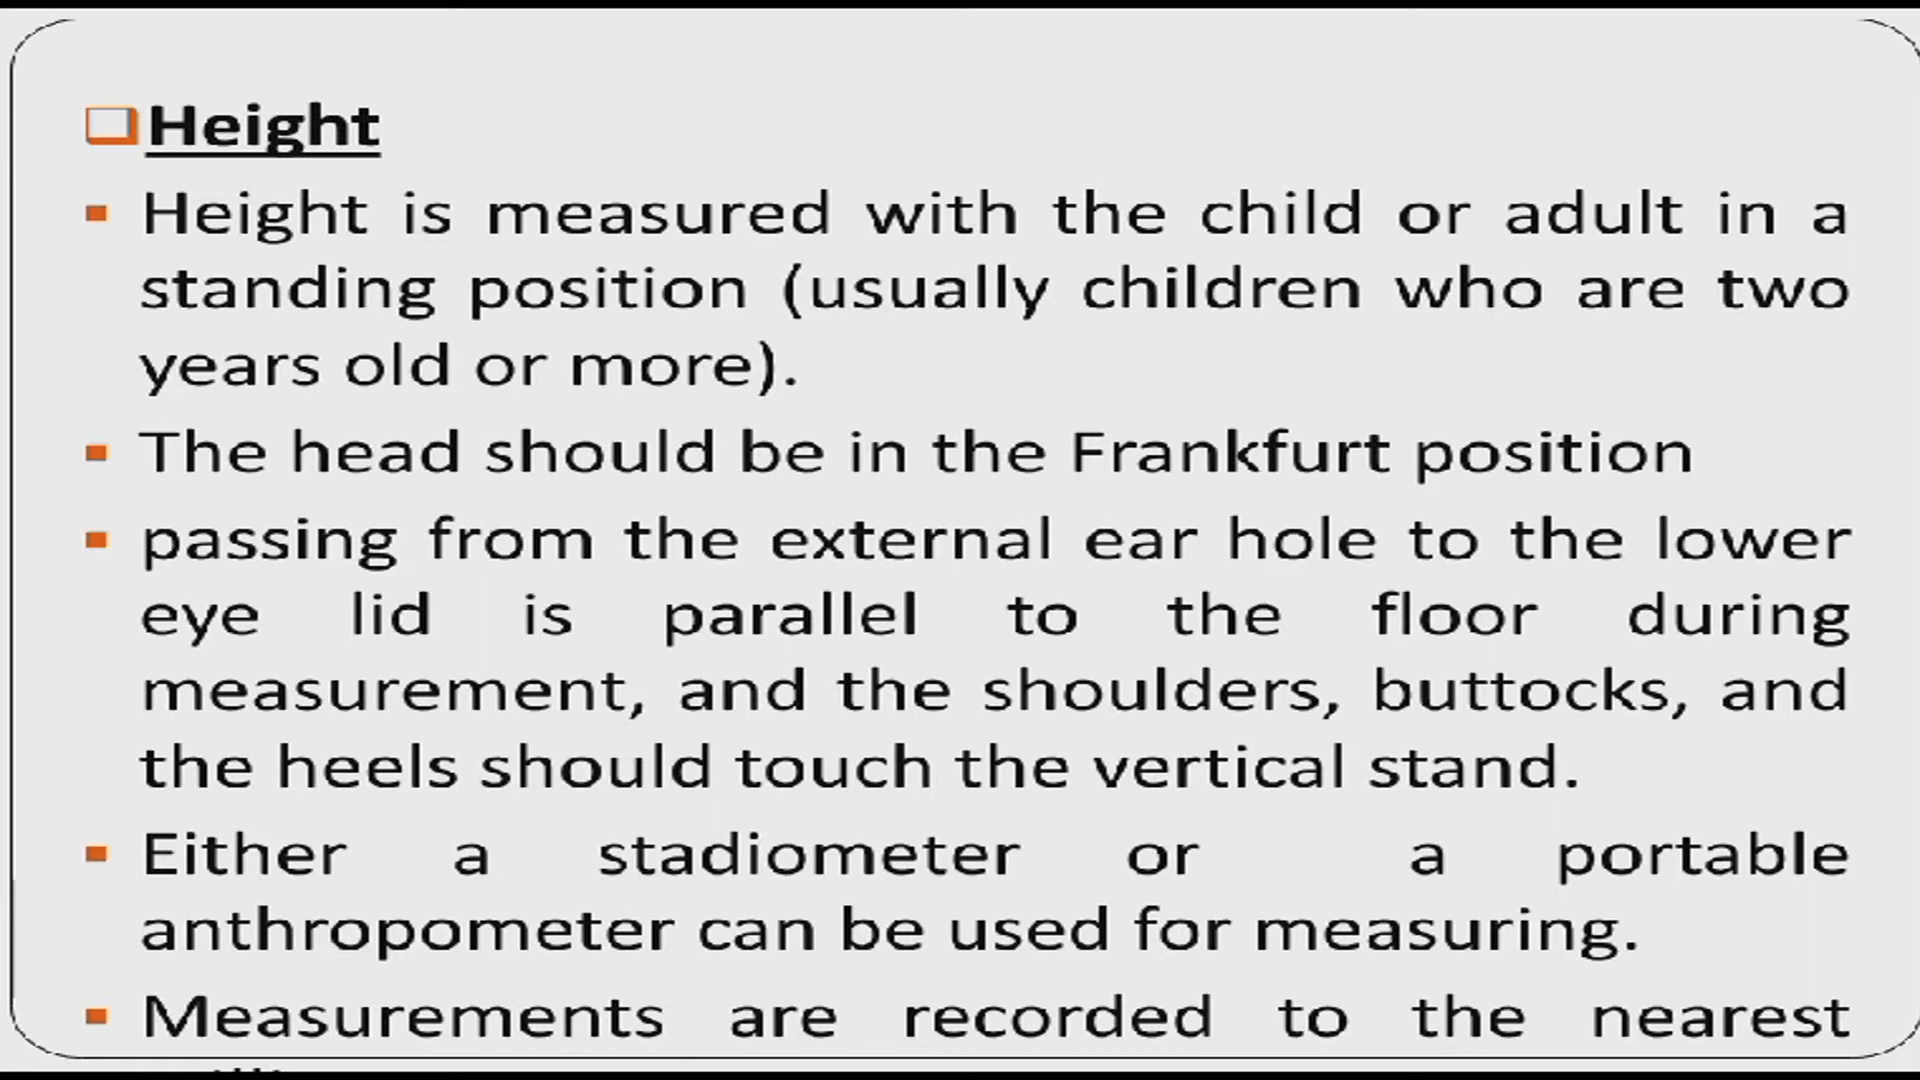 Height
Height is measured with the child or adult in a
standing position (usually children who are two
years old or more).
The head should be in the Frankfurt position
passing from the external ear hole to the lower
eye lid is parallel to the floor during
measurement, and the shoulders, buttocks, and
the heels should touch the vertical stand.
Either a stadiometer or a portable
anthropometer can be used for measuring.
Measurements are recorded to the nearest